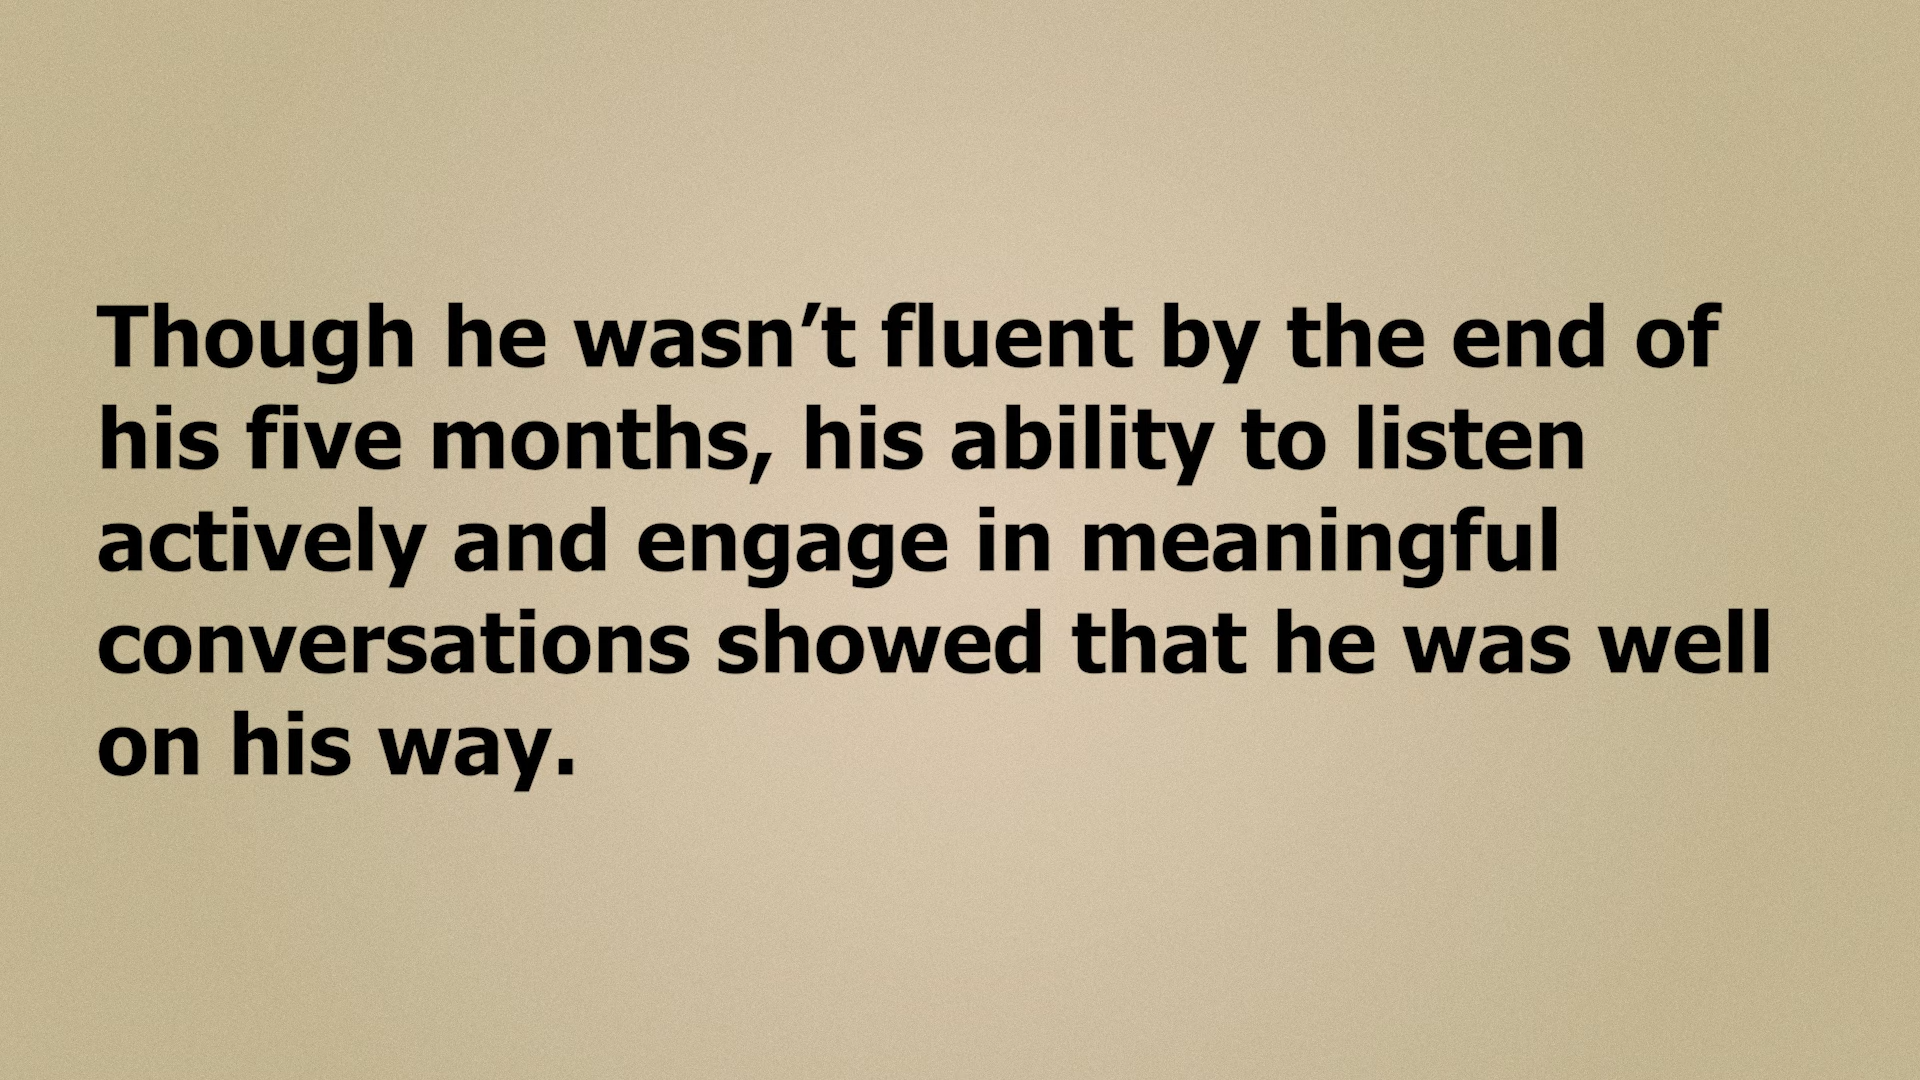 Though he wasn’t fluent by the end of
his five months, his ability to listen
actively and engage in meaningful
conversations showed that he was well
on his way.